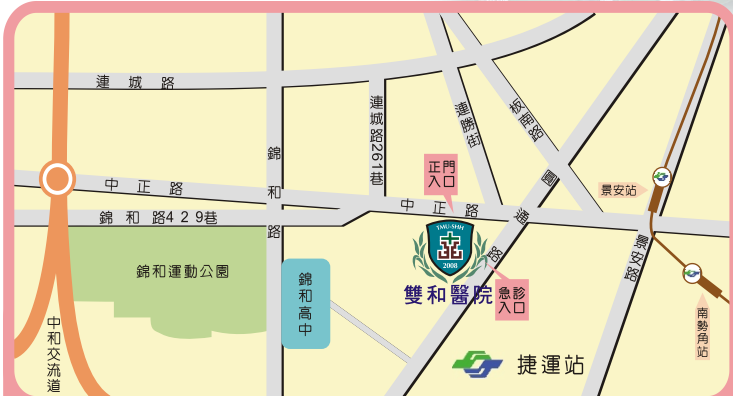 連城路
連城路261巷
連勝街
板南路
錦和路
正門
入口
圓通路
景安站
中正路
中正路
錦和路429巷
TMU-SHH
2008
雙和醫院
急診
入口
景安路
錦和運動公園
錦和高中
南勢角站
中和交流道
捷運站